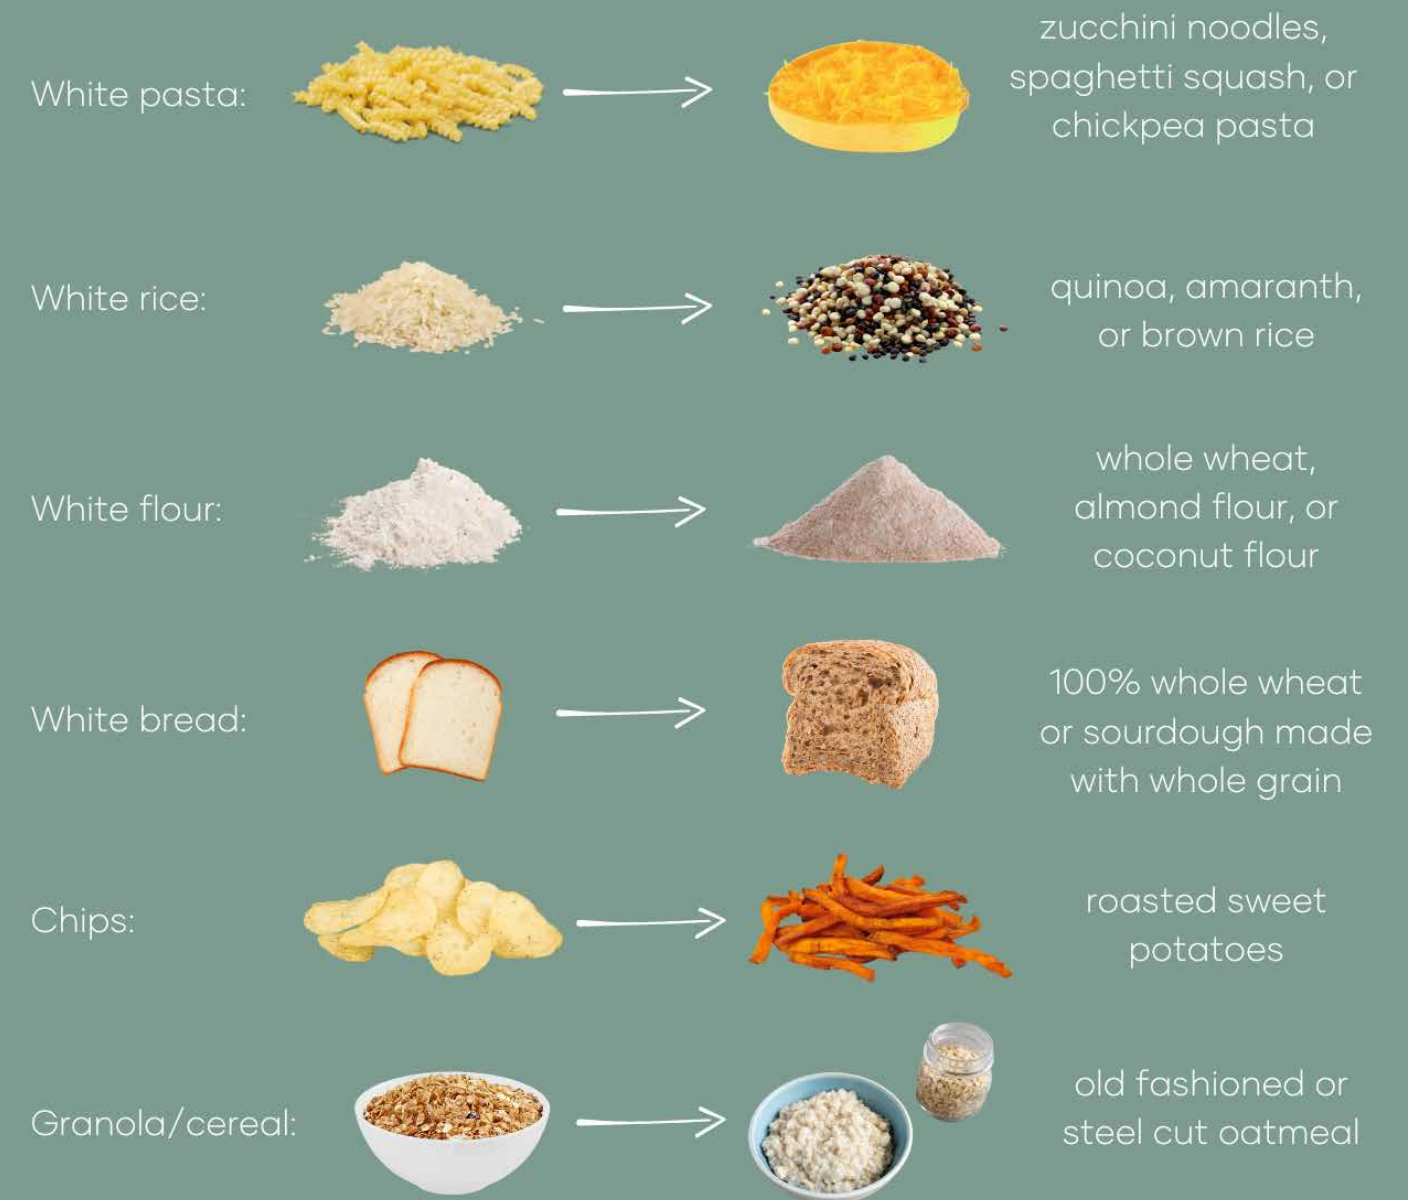 White pasta:
zucchini noodles,
spaghetti squash, or
chickpea pasta
White rice:
quinoa, amaranth,
or brown rice
White flour:
whole wheat,
almond flour, or
coconut flour
White bread:
100% whole wheat
or sourdough made
with whole grain
Chips:
roasted sweet
potatoes
Granola/cereal:
old fashioned or
steel cut oatmeal